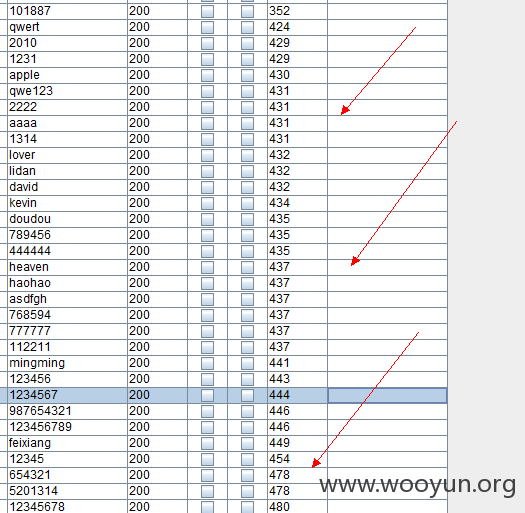 101887 200 352
qwert 200 424
2010 200 429
1231 200 429
apple 200 430
qwe123 200 431
2222 200 431
aaaa 200 431
1314 200 431
lover 200 432
lidan 200 432
david 200 432
kevin 200 434
doudou 200 435
789456 200 435
444444 200 435
heaven 200 437
haohao 200 437
asdfgh 200 437
768594 200 437
777777 200 437
112211 200 437
mingming 200 441
123456 200 443
1234567 200 444
987654321 200 446
123456789 200 446
feixiang 200 449
12345 200 454
654321 200 478
5201314 200 478
12345678 200 480
www.wooyun.org